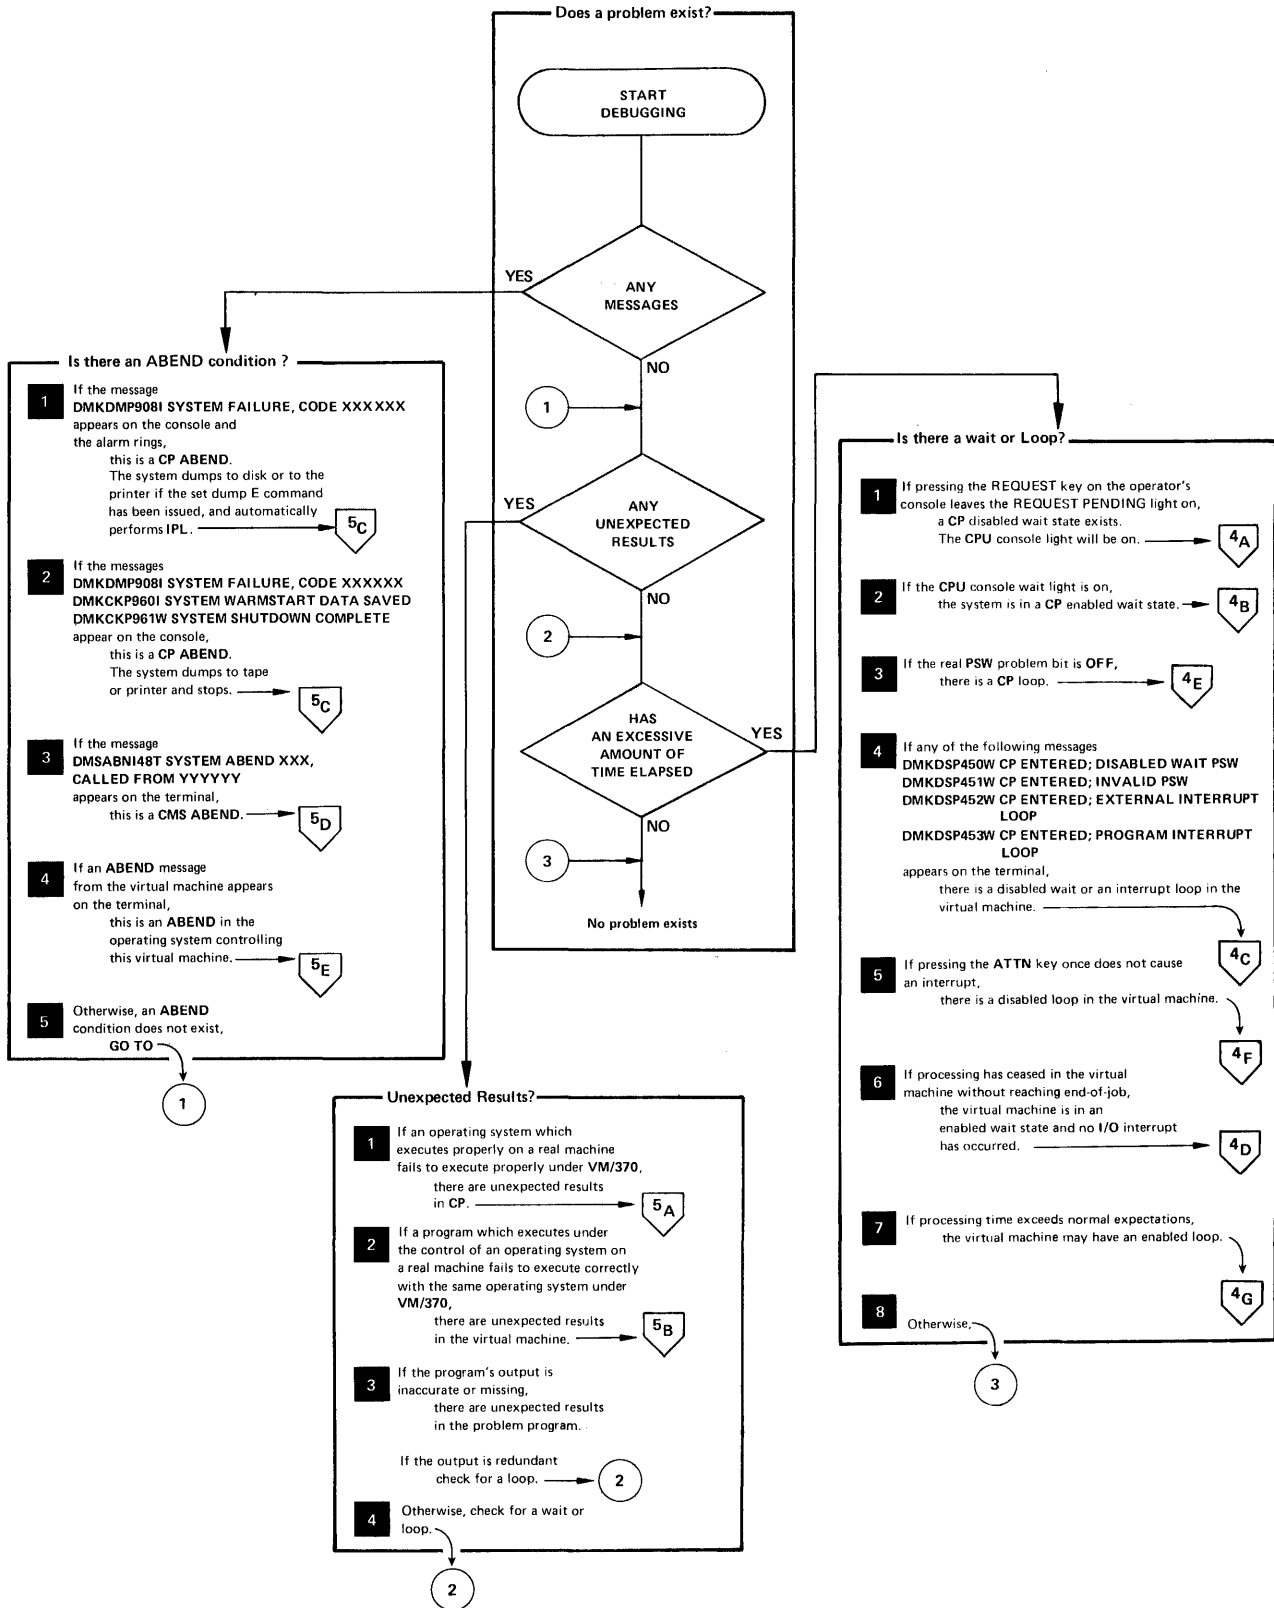 Does a problem exist?
START
DEBUGGING
YES
ANY
MESSAGES
NO
1
YES
ANY
UNEXPECTED
RESULTS
NO
2
HAS
AN EXCESSIVE
AMOUNT OF
TIME ELAPSED
YES
NO
3
No problem exists
Is there an ABEND condition ?
1
If the message
DMKDMP908I SYSTEM FAILURE, CODE XXXXXX
appears on the console and
the alarm rings,
this is a CP ABEND.
The system dumps to disk or to the
printer if the set dump E command
has been issued, and automatically
performs IPL.
5C
2
If the messages
DMKDMP908I SYSTEM FAILURE, CODE XXXXXX
DMKCKP960I SYSTEM WARMSTART DATA SAVED
DMKCKP961W SYSTEM SHUTDOWN COMPLETE
appear on the console,
this is a CP ABEND.
The system dumps to tape
or printer and stops.
5C
3
If the message
DMSABNI48T SYSTEM ABEND XXX,
CALLED FROM YYYYYY
appears on the terminal,
this is a CMS ABEND.
5D
4
If an ABEND message
from the virtual machine appears
on the terminal,
this is an ABEND in the
operating system controlling
this virtual machine.
5E
5
Otherwise, an ABEND
condition does not exist,
GO TO
1
Unexpected Results?
1
If an operating system which
executes properly on a real machine
fails to execute properly under VM/370,
there are unexpected results
in CP.
5A
2
If a program which executes under
the control of an operating system on
a real machine fails to execute correctly
with the same operating system under
VM/370,
there are unexpected results
in the virtual machine.
5B
3
If the program's output is
inaccurate or missing,
there are unexpected results
in the problem program.
If the output is redundant
check for a loop.
2
4
Otherwise, check for a wait or
loop.
2
Is there a wait or Loop?
1
If pressing the REQUEST key on the operator's
console leaves the REQUEST PENDING light on,
a CP disabled wait state exists.
The CPU console light will be on.
4A
2
If the CPU console wait light is on,
the system is in a CP enabled wait state.
4B
3
If the real PSW problem bit is OFF,
there is a CP loop.
4E
4
If any of the following messages
DMKDSP450W CP ENTERED; DISABLED WAIT PSW
DMKDSP451W CP ENTERED; INVALID PSW
DMKDSP452W CP ENTERED; EXTERNAL INTERRUPT
LOOP
DMKDSP453W CP ENTERED; PROGRAM INTERRUPT
LOOP
appears on the terminal,
there is a disabled wait or an interrupt loop in the
virtual machine.
4C
5
If pressing the ATTN key once does not cause
an interrupt,
there is a disabled loop in the virtual machine.
4F
6
If processing has ceased in the virtual
machine without reaching end-of-job,
the virtual machine is in an
enabled wait state and no I/O interrupt
has occurred.
4D
7
If processing time exceeds normal expectations,
the virtual machine may have an enabled loop.
4G
8
Otherwise,
3